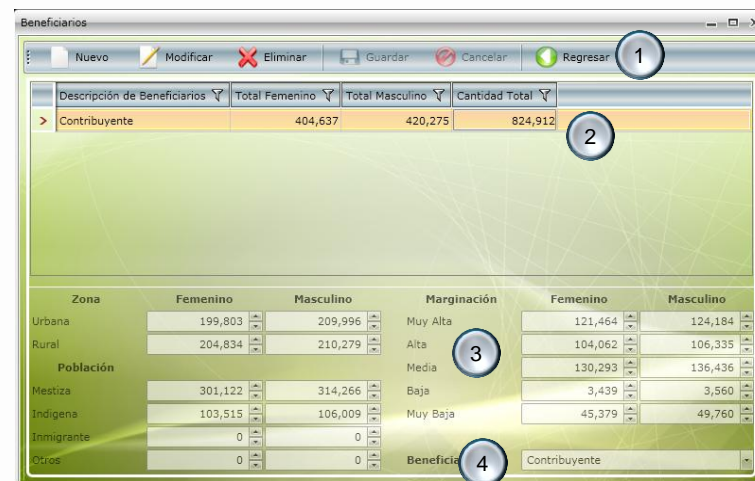 Beneficiarios
Nuevo Modificar Eliminar Guardar Cancelar Regresar 1
Descripción de Beneficiarios Total Femenino Total Masculino Cantidad Total
> Contribuyente 404,637 420,275 824,912
2
Zona Femenino Masculino Marginación Femenino Masculino
Urbana 199,803 209,996 Muy Alta 121,464 124,184
Rural 204,834 210,279 Alta 104,062 106,335
3
Población Media 130,293 136,436
Mestiza 301,122 314,266 Baja 3,439 3,560
Indigena 103,515 106,009 Muy Baja 45,379 49,760
Inmigrante 0 0
Otros 0 0 Beneficia 4 Contribuyente